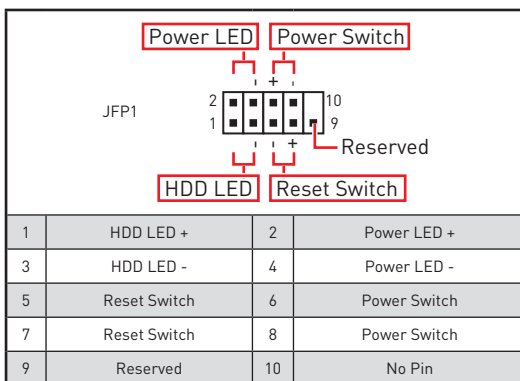 Power LED Power Switch
- + -
JFP1
2 10
1 9
Reserved
- - +
HDD LED Reset Switch
1 HDD LED + 2 Power LED +
3 HDD LED - 4 Power LED -
5 Reset Switch 6 Power Switch
7 Reset Switch 8 Power Switch
9 Reserved 10 No Pin